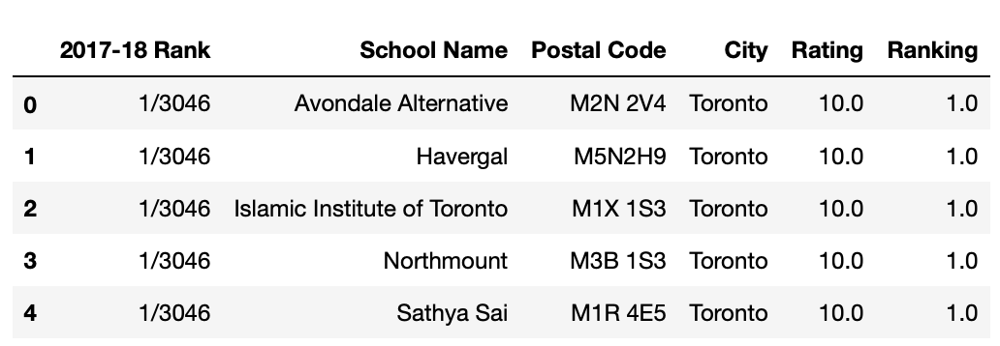 2017-18 Rank School Name Postal Code City Rating Ranking
0 1/3046 Avondale Alternative M2N 2V4 Toronto 10.0 1.0
1 1/3046 Havergal M5N2H9 Toronto 10.0 1.0
2 1/3046 Islamic Institute of Toronto M1X 1S3 Toronto 10.0 1.0
3 1/3046 Northmount M3B 1S3 Toronto 10.0 1.0
4 1/3046 Sathya Sai M1R 4E5 Toronto 10.0 1.0